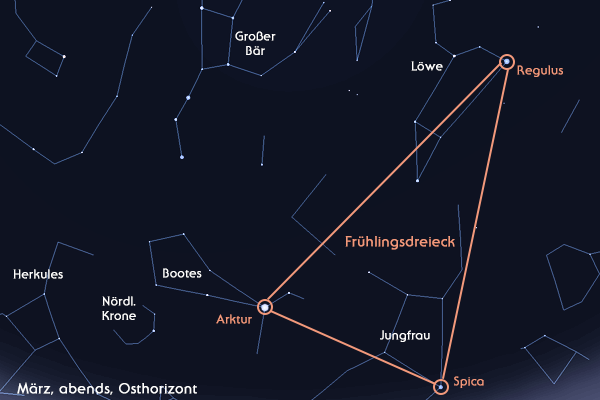 Großer
Bär
Löwe
Regulus
Frühlingsdreieck
Herkules
Bootes
Nördl.
Krone
Arktur
Jungfrau
Spica
März, abends, Osthorizont